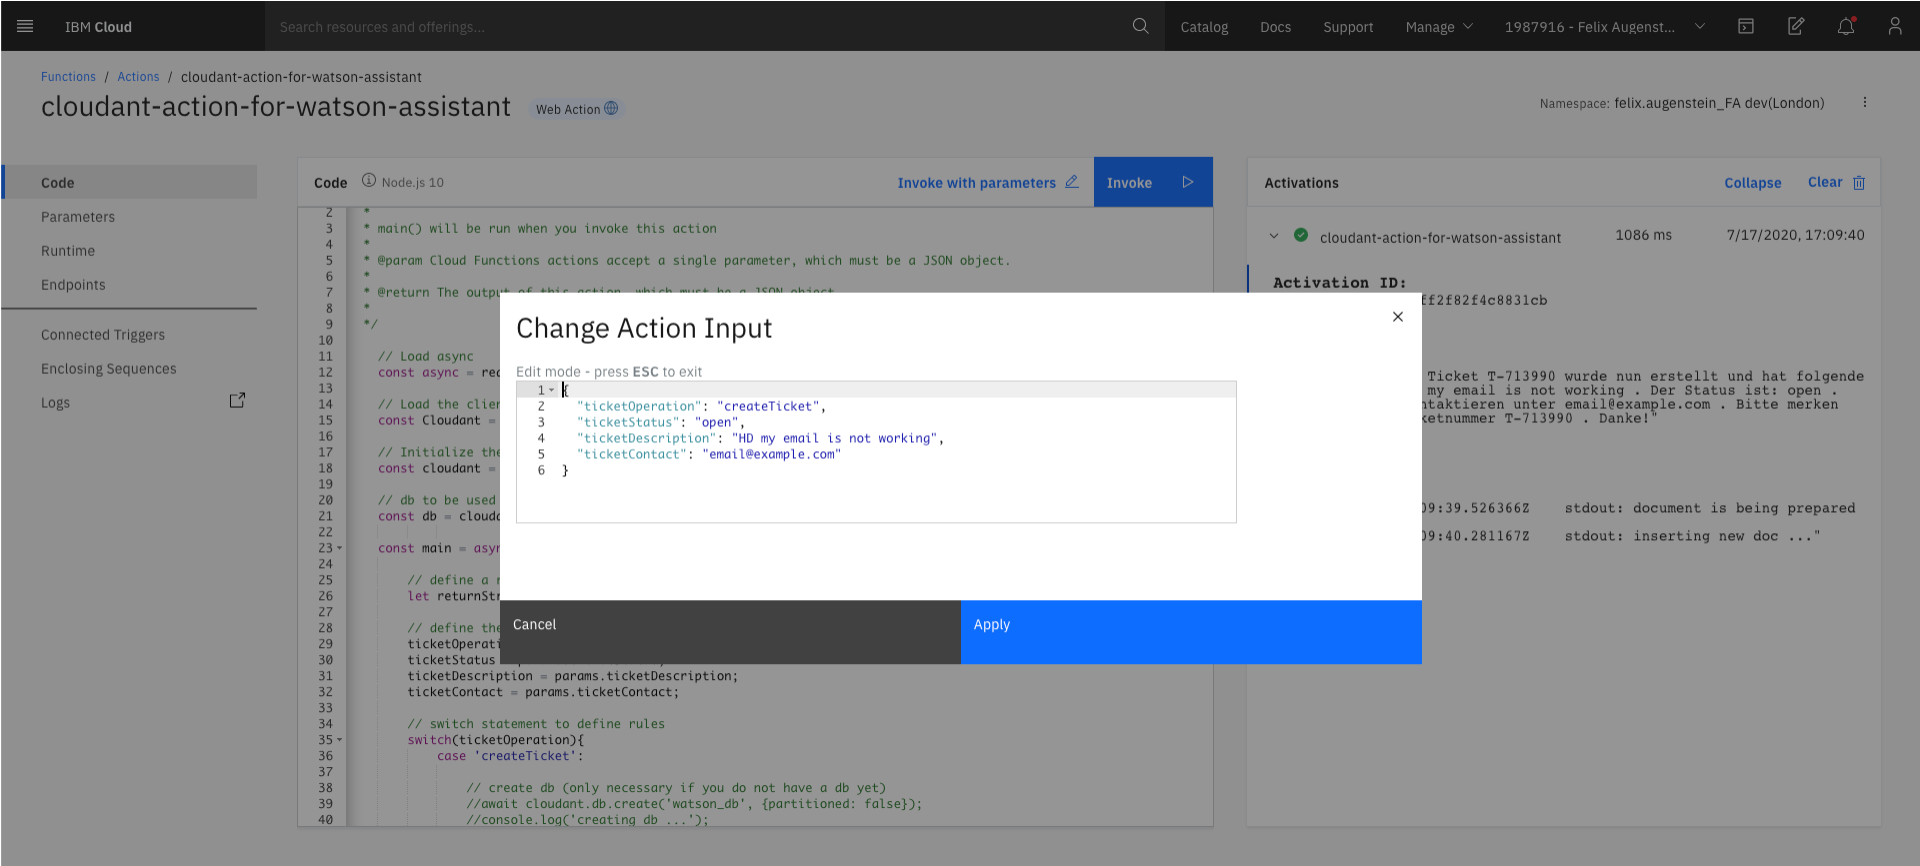 IBM Cloud
Search resources and offerings...
Catalog
Docs
Support
Manage
1987916 - Felix Augenst...
Functions / Actions / cloudant-action-for-watson-assistant
cloudant-action-for-watson-assistant
Web Action
Namespace: felix.augenstein_FA dev(London)
Code
Parameters
Runtime
Endpoints
Connected Triggers
Enclosing Sequences
Logs
Code
Node.js 10
Invoke with parameters
Invoke
2 *
3 * main() will be run when you invoke this action
4 *
5 * @param Cloud Functions actions accept a single parameter, which must be a JSON object.
6 *
7 * @return The output of this action, which must be a JSON object.
8 *
9 */
10
11 // Load async
12 const async =
13
14 // Load the
15 const Cloudant =
16
17 // Initialize the
18 const cloudant =
19
20 // db to be used
21 const db =
22
23 const main =
24
25 // define a
26 let
27
28 // define the
29
30 ticketStatus
31 ticketDescription = params.ticketDescription;
32 ticketContact = params.ticketContact;
33
34 // switch statement to define rules
35 switch(ticketOperation){
36 case 'createTicket':
37
38 // create db (only necessary if you do not have a db yet)
39 //await cloudant.db.create('watson_db', {partitioned: false});
40 //console.log('creating db ...');
Change Action Input
Edit mode - press ESC to exit
1 {
2 "ticketOperation": "createTicket",
3 "ticketStatus": "open",
4 "ticketDescription": "HD my email is not working",
5 "ticketContact": "email@example.com"
6 }
Cancel
Apply
Activations
Collapse
Clear
cloudant-action-for-watson-assistant
1086 ms
7/17/2020, 17:09:40
Activation ID:
ff2f82f4c8831cb
Ticket T-713990 wurde nun erstellt und hat folgende
my email is not working . Der Status ist: open .
ntaktieren unter email@example.com . Bitte merken
ketnummer T-713990 . Danke!"
09:39.526366Z stdout: document is being prepared
09:40.281167Z stdout: inserting new doc ..."